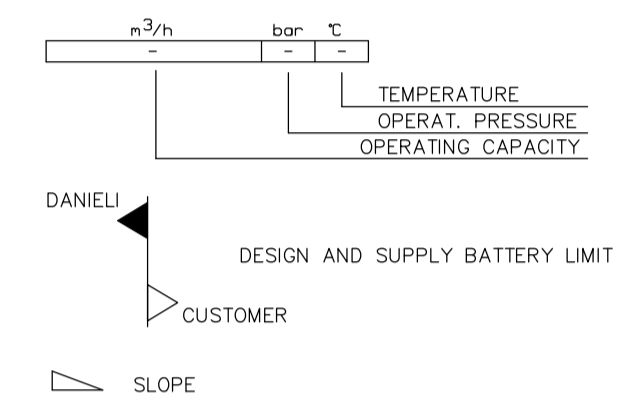 m3/h bar °C
- - -
TEMPERATURE
OPERAT. PRESSURE
OPERATING CAPACITY
DANIELI
DESIGN AND SUPPLY BATTERY LIMIT
CUSTOMER
SLOPE